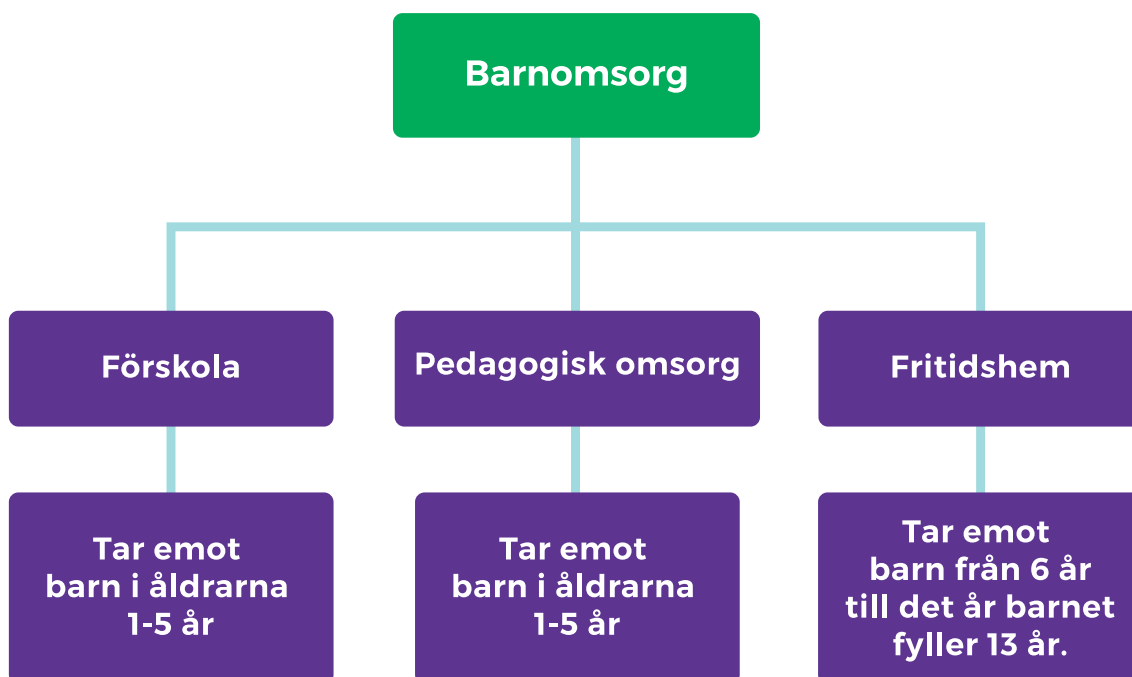 Barnomsorg
Förskola
Pedagogisk omsorg
Fritidshem
Tar emot
barn i åldrarna
1-5 år
Tar emot
barn i åldrarna
1-5 år
Tar emot
barn från 6 år
till det år barnet
fyller 13 år.